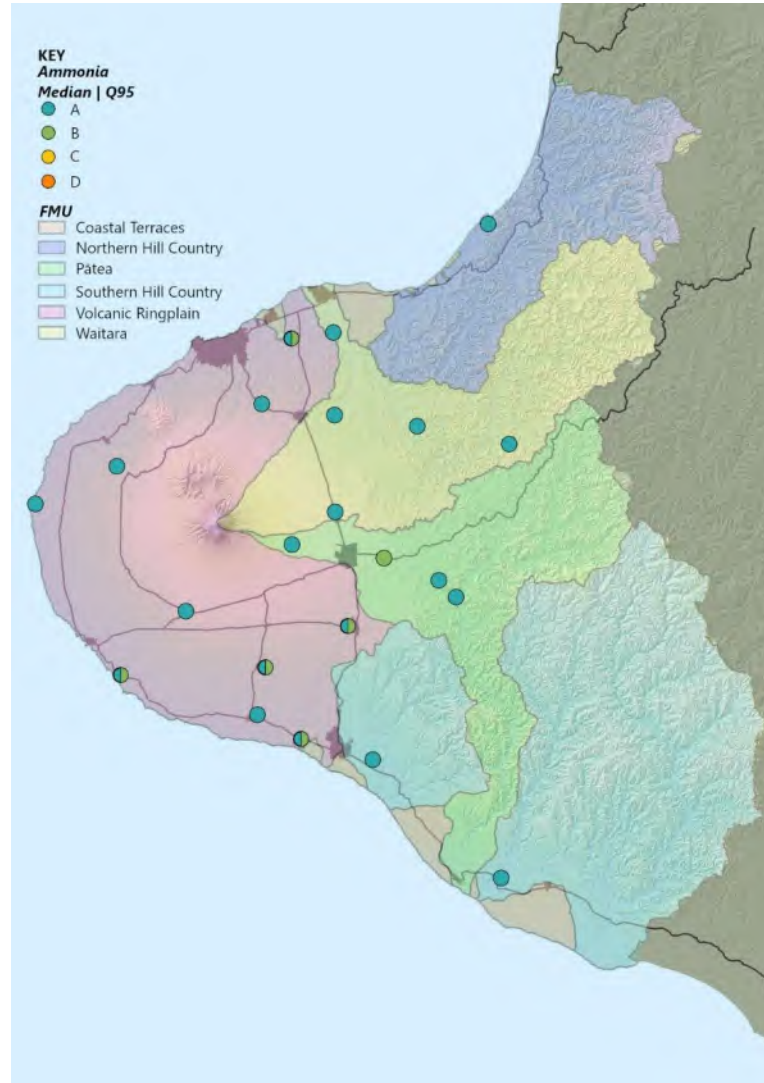 KEY
Ammonia
Median | Q95
A
B
C
D
FMU
Coastal Terraces
Northern Hill Country
Pātea
Southern Hill Country
Volcanic Ringplain
Waitara